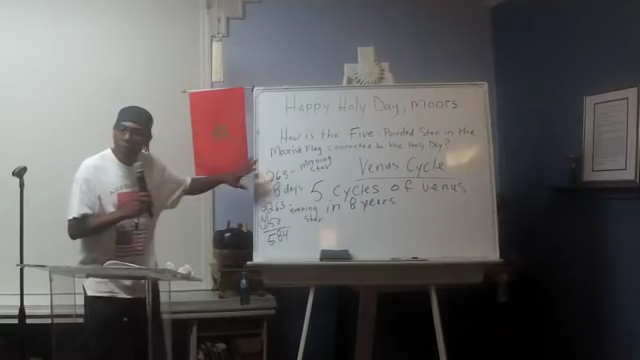 Happy Holy Day, Moors
How is the Five Pointed Star in the
Moorish Flag connected to the Holy Day?
263 - morning star
8 days
Venus Cycle
5 cycles of venus
in 8 years
263 - evening star
584